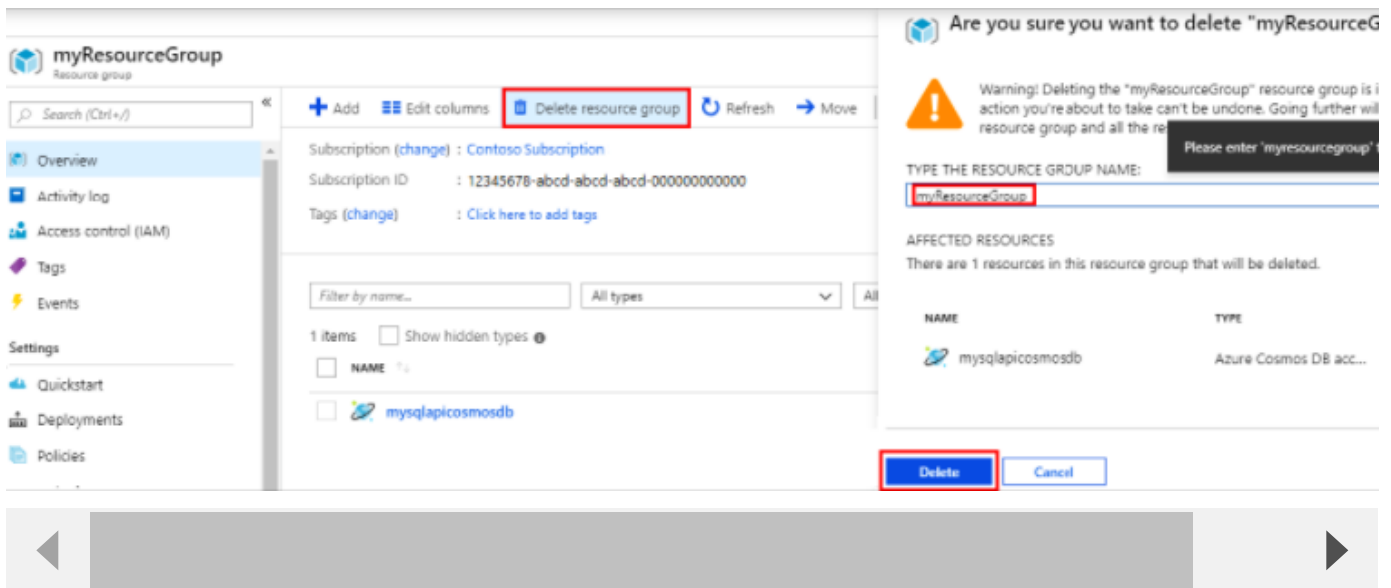 myResourceGroup
Resource group
Search (Ctrl+/)
«
Overview
Activity log
Access control (IAM)
Tags
Events
Settings
Quickstart
Deployments
Policies
Add
Edit columns
Delete resource group
Refresh
Move
Subscription (change) : Contoso Subscription
Subscription ID : 12345678-abcd-abcd-abcd-000000000000
Tags (change) : Click here to add tags
Filter by name...
All types
All
1 items
Show hidden types
NAME
mysqlapicosmosdb
Are you sure you want to delete "myResourceG
Warning! Deleting the "myResourceGroup" resource group is i
action you're about to take can't be undone. Going further will
resource group and all the re
Please enter 'myresourcegroup' t
TYPE THE RESOURCE GROUP NAME:
myResourceGroup
AFFECTED RESOURCES
There are 1 resources in this resource group that will be deleted.
NAME TYPE
mysqlapicosmosdb Azure Cosmos DB acc...
Delete
Cancel